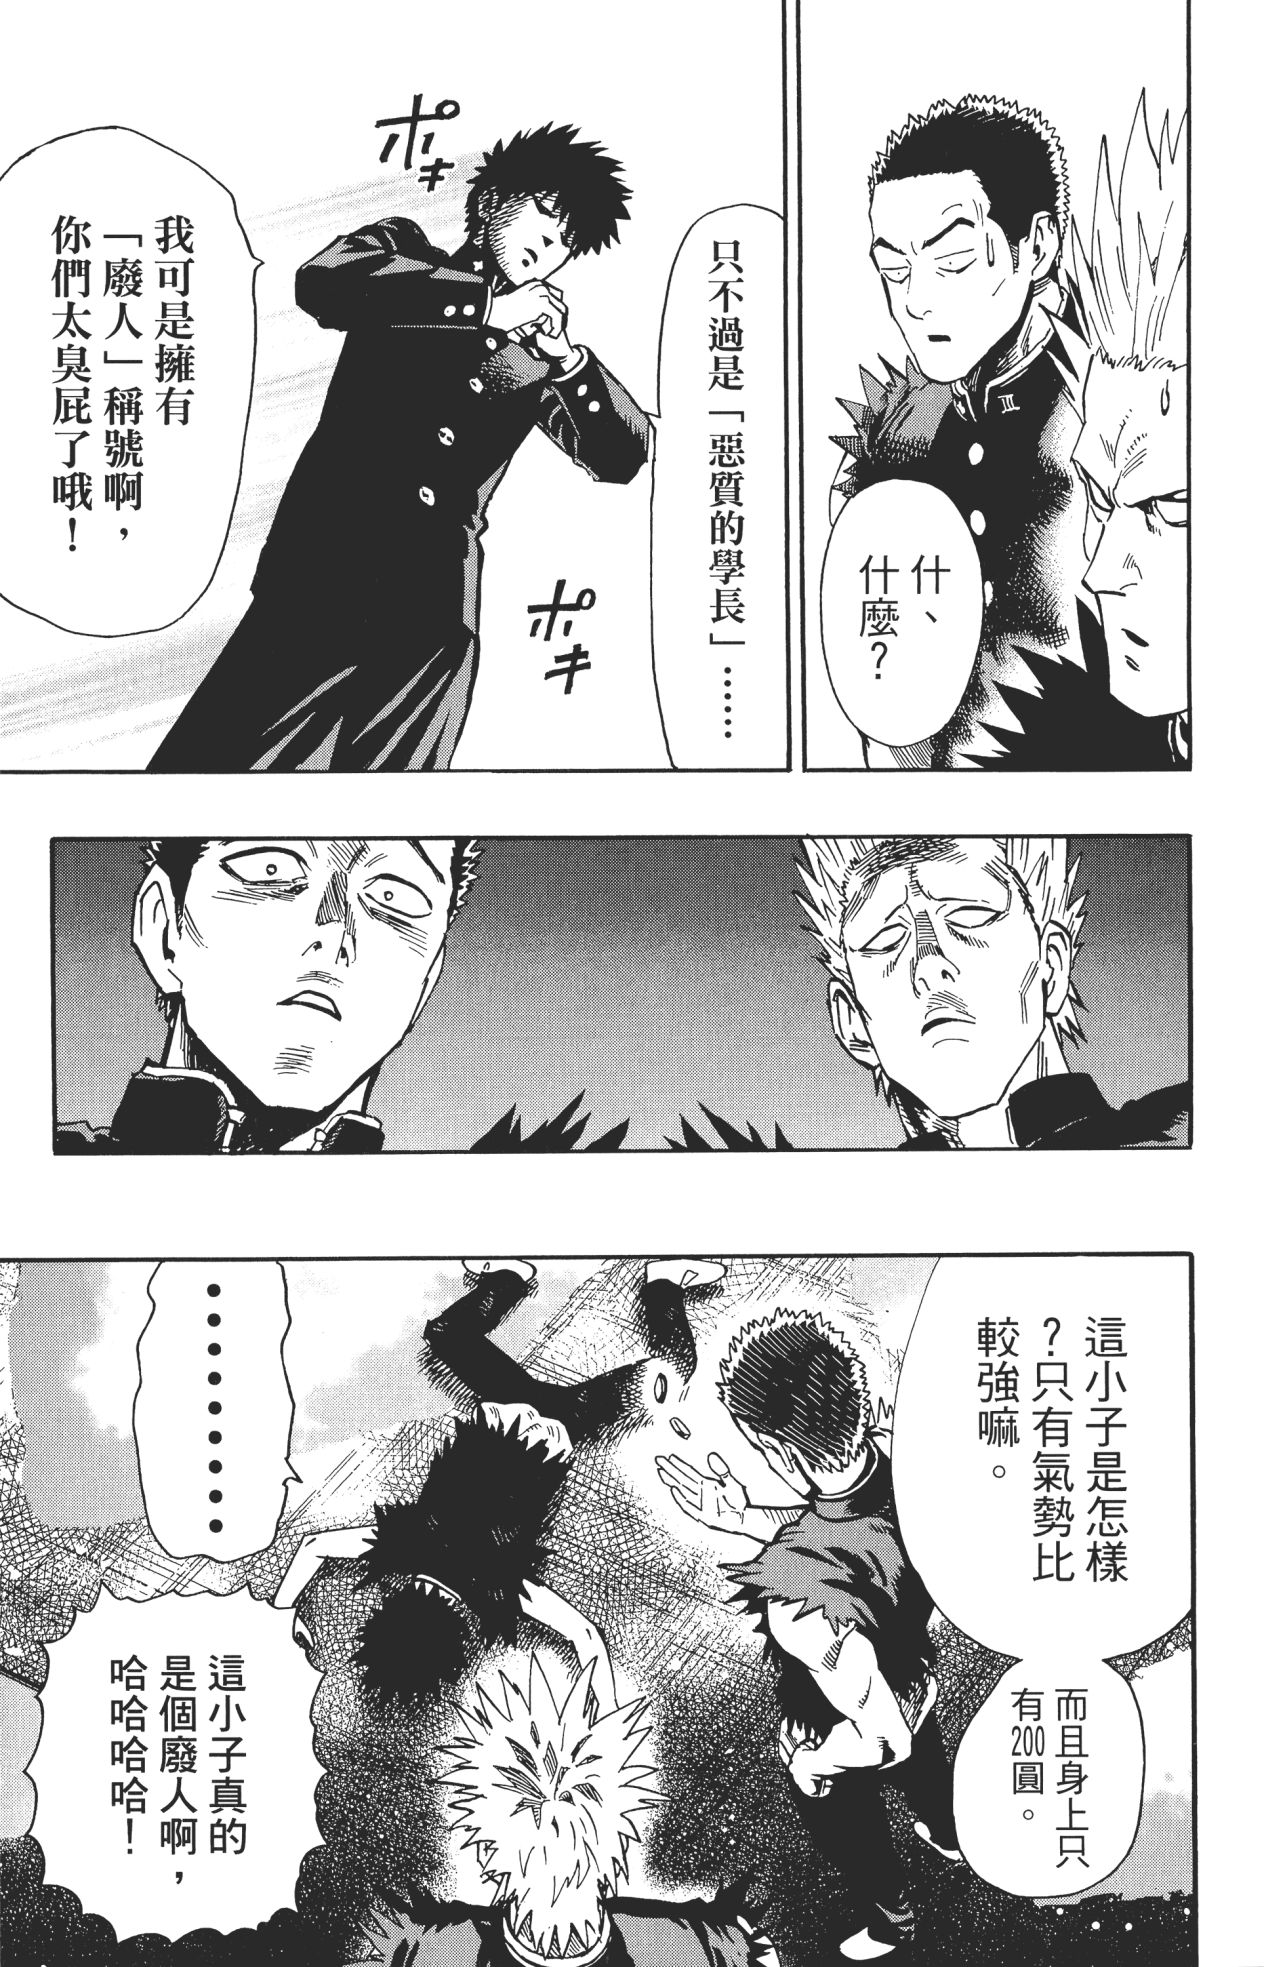 什、
什麼？
只不過是「惡質的學長」……
ポキ
ポキ
我可是擁有
「廢人」稱號啊，
你們太臭屁了哦！
這小子是怎樣
？只有氣勢比
較強嘛。
而且身上只
有200圓。
………
這小子真的
是個廢人啊，
哈哈哈哈！
III